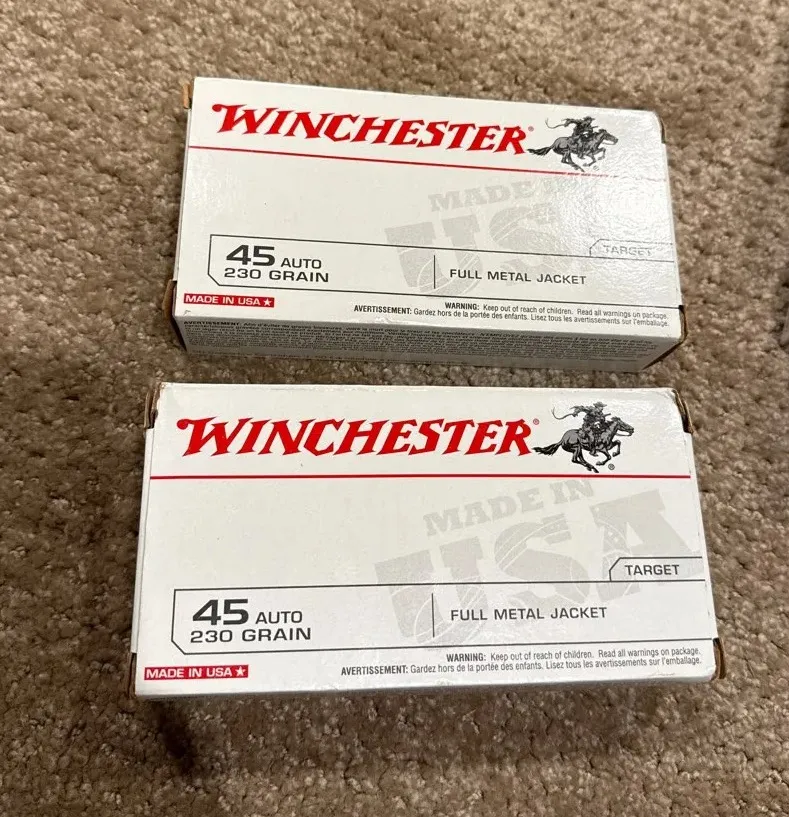 WINCHESTER®
MADE IN
USA
TARGET
45 AUTO
230 GRAIN
FULL METAL JACKET
MADE IN USA ★
WARNING: Keep out of reach of children. Read all warnings on package.
AVERTISSEMENT: Gardez hors de la portée des enfants. Lisez tous les avertissements sur l'emballage.
WINCHESTER®
MADE IN
USA
TARGET
45 AUTO
230 GRAIN
FULL METAL JACKET
MADE IN USA ★
WARNING: Keep out of reach of children. Read all warnings on package.
AVERTISSEMENT: Gardez hors de la portée des enfants. Lisez tous les avertissements sur l'emballage.